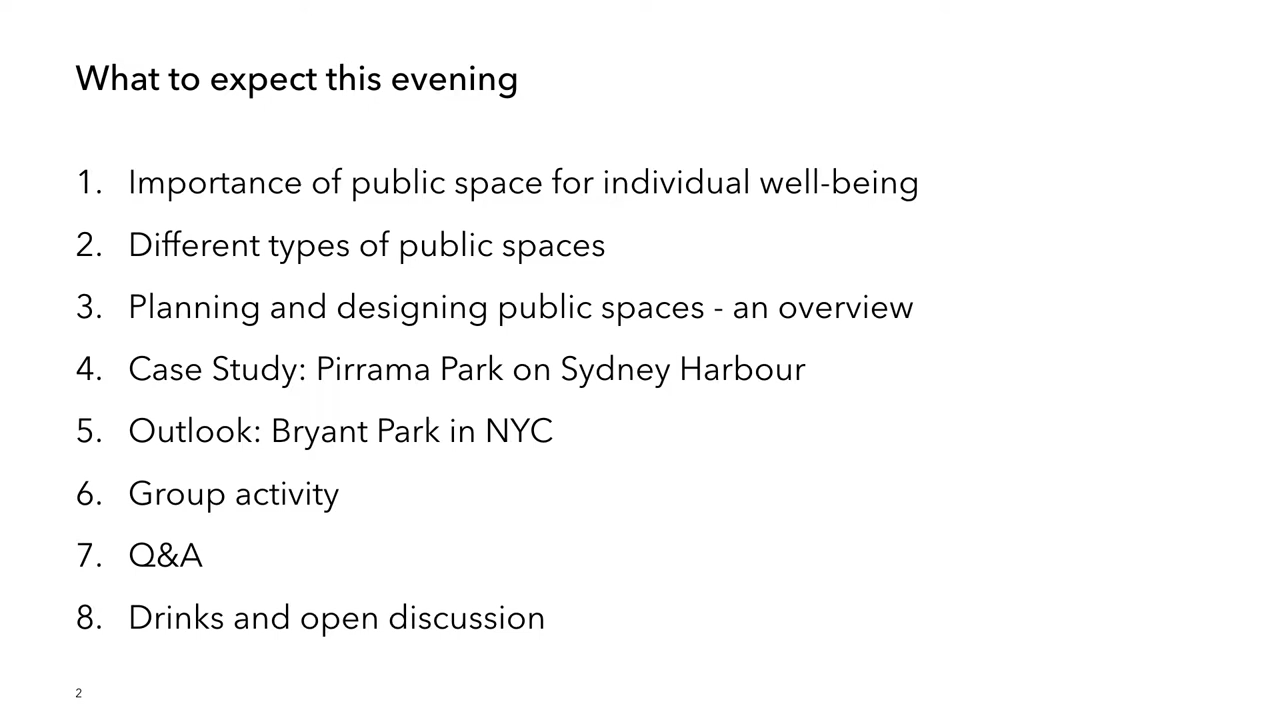 What to expect this evening
1. Importance of public space for individual well-being
2. Different types of public spaces
3. Planning and designing public spaces - an overview
4. Case Study: Pirrama Park on Sydney Harbour
5. Outlook: Bryant Park in NYC
6. Group activity
7. Q&A
8. Drinks and open discussion
2